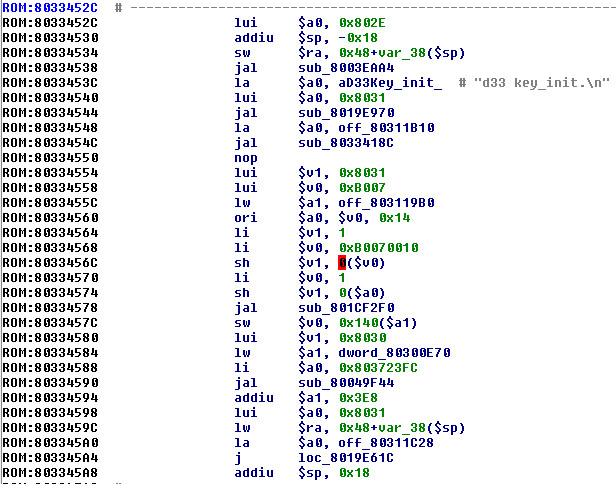 ROM:8033452C # ---------------------------------------------------------------
ROM:8033452C lui $a0, 0x802E
ROM:80334530 addiu $sp, -0x18
ROM:80334534 sw $ra, 0x48+var_38($sp)
ROM:80334538 jal sub_8003EAA4
ROM:8033453C la $a0, aD33Key_init_ # "d33 key_init.\n"
ROM:80334540 lui $a0, 0x8031
ROM:80334544 jal sub_8019E970
ROM:80334548 la $a0, off_80311B10
ROM:8033454C jal sub_8033418C
ROM:80334550 nop
ROM:80334554 lui $v1, 0x8031
ROM:80334558 lui $v0, 0xB007
ROM:8033455C lw $a1, off_803119B0
ROM:80334560 ori $a0, $v0, 0x14
ROM:80334564 li $v1, 1
ROM:80334568 li $v0, 0xB0070010
ROM:8033456C sh $v1, 0($v0)
ROM:80334570 li $v0, 1
ROM:80334574 sh $v1, 0($a0)
ROM:80334578 jal sub_801CF2F0
ROM:8033457C sw $v0, 0x140($a1)
ROM:80334580 lui $v1, 0x8030
ROM:80334584 lw $a1, dword_80300E70
ROM:80334588 li $a0, 0x803723FC
ROM:80334590 jal sub_80049F44
ROM:80334594 addiu $a1, 0x3E8
ROM:80334598 lui $a0, 0x8031
ROM:8033459C lw $ra, 0x48+var_38($sp)
ROM:803345A0 la $a0, off_80311C28
ROM:803345A4 j loc_8019E61C
ROM:803345A8 addiu $sp, 0x18